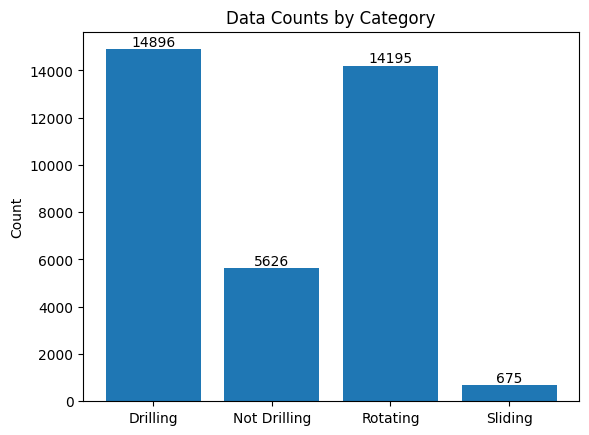 Data Counts by Category
14896
14195
5626
675
Count
14000
12000
10000
8000
6000
4000
2000
0
Drilling
Not Drilling
Rotating
Sliding